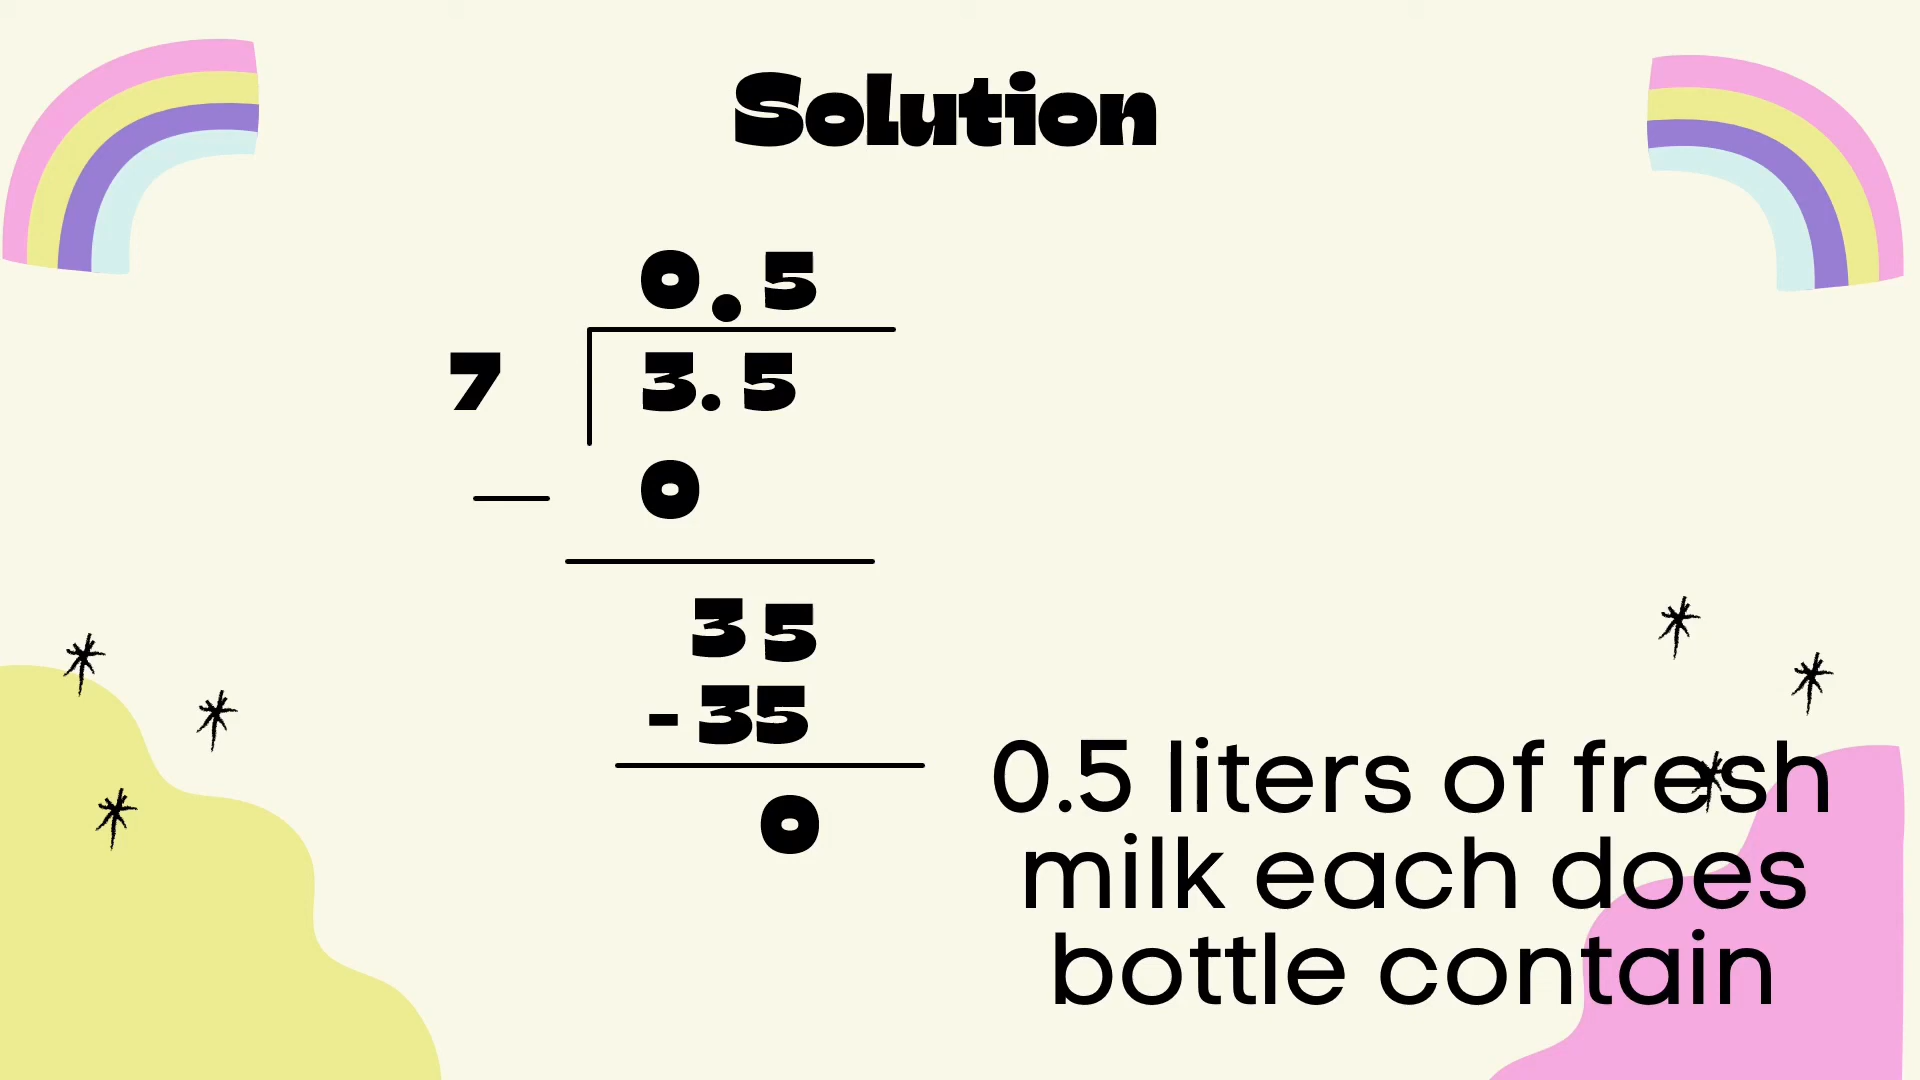 Solution
0.5
7 3.5
0
35
-35
0
0.5 liters of fresh
milk each does
bottle contain